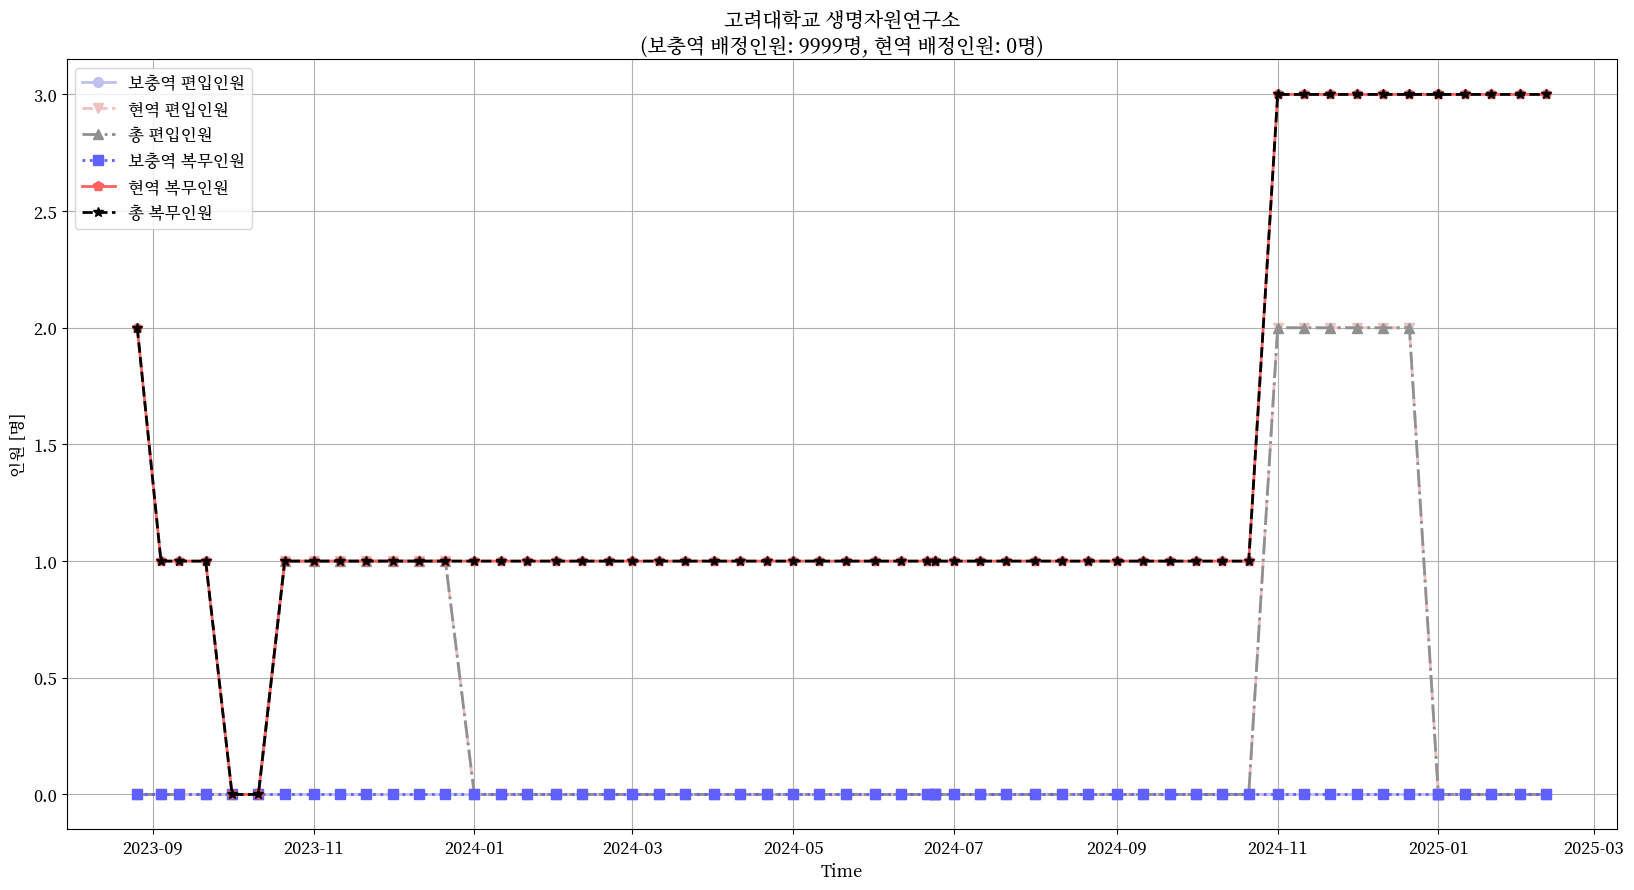 고려대학교 생명자원연구소
(보충역 배정인원: 9999명, 현역 배정인원: 0명)
보충역 편입인원
현역 편입인원
총 편입인원
보충역 복무인원
현역 복무인원
총 복무인원
3.0
2.5
2.0
1.5
1.0
0.5
0.0
인원 [명]
2023-09 2023-11 2024-01 2024-03 2024-05 2024-07 2024-09 2024-11 2025-01 2025-03
Time